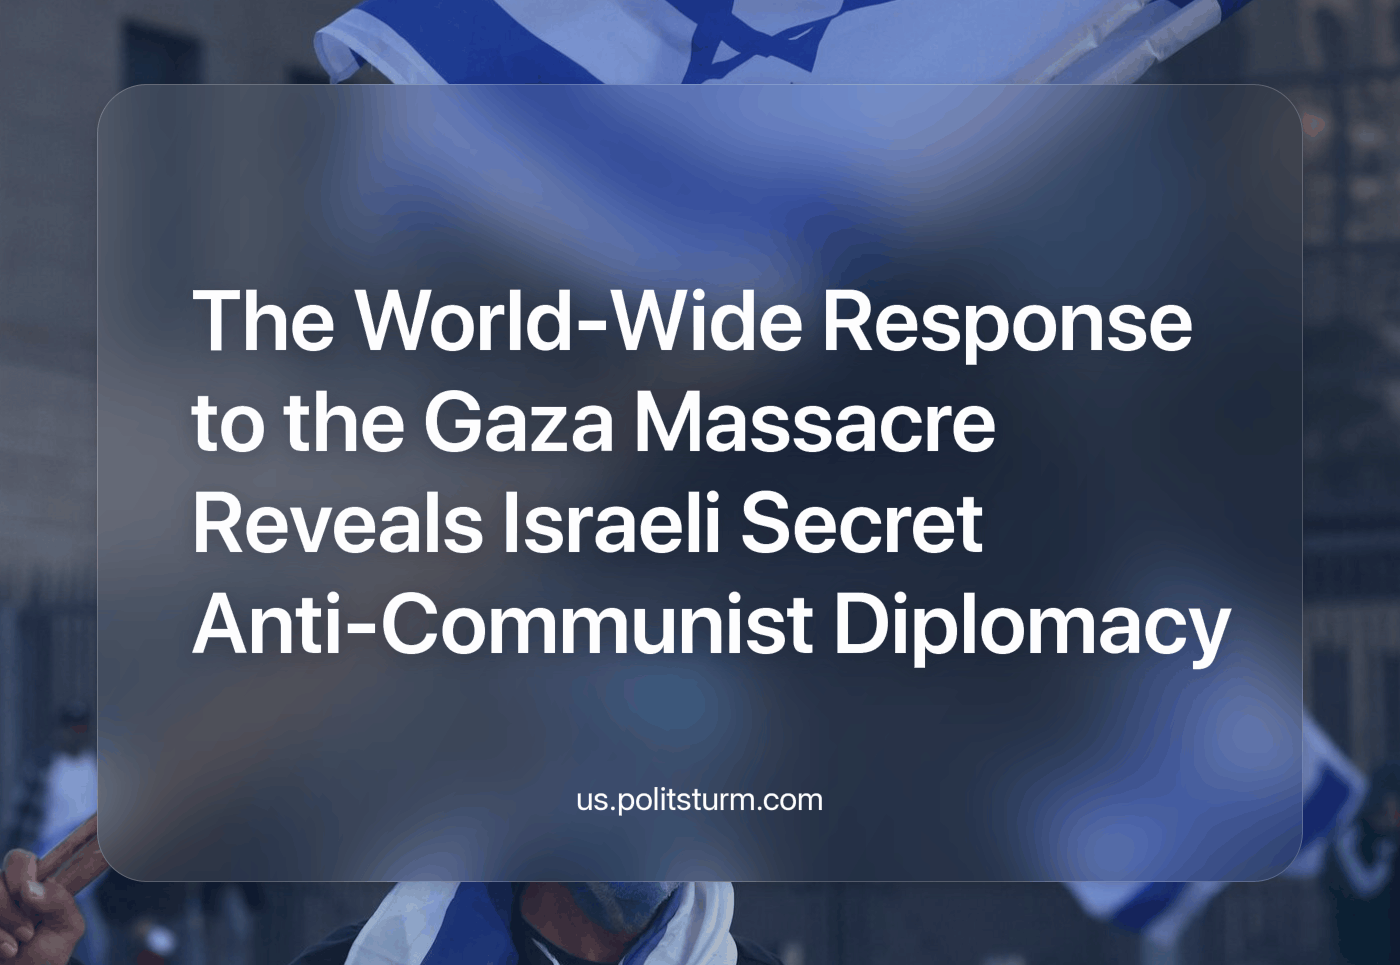 The World-Wide Response
to the Gaza Massacre
Reveals Israeli Secret
Anti-Communist Diplomacy
us.politsturm.com